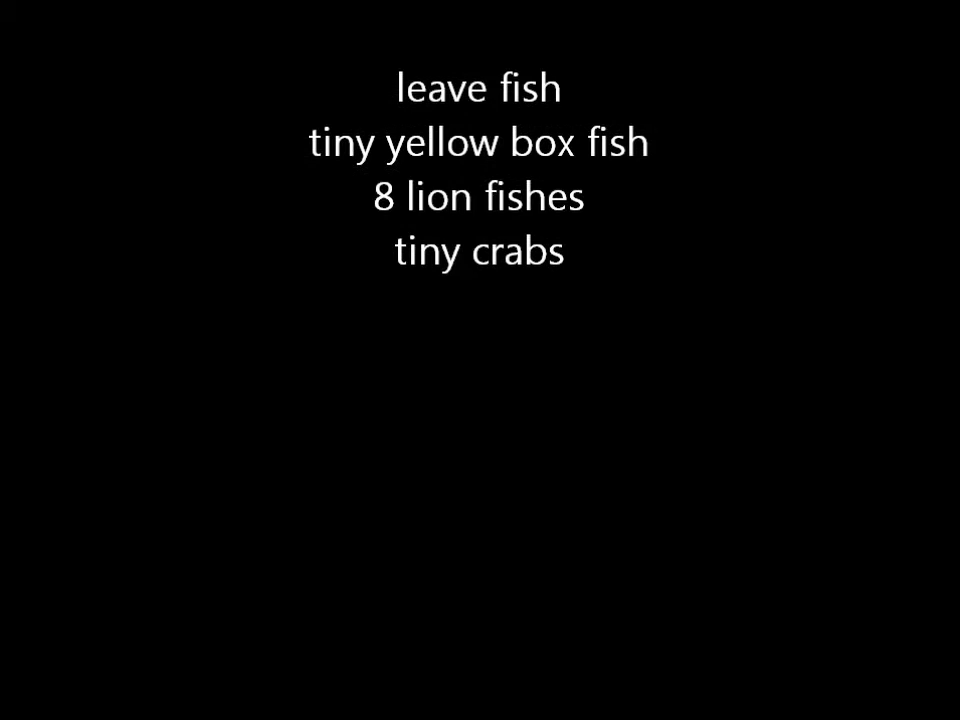 leave fish
tiny yellow box fish
8 lion fishes
tiny crabs